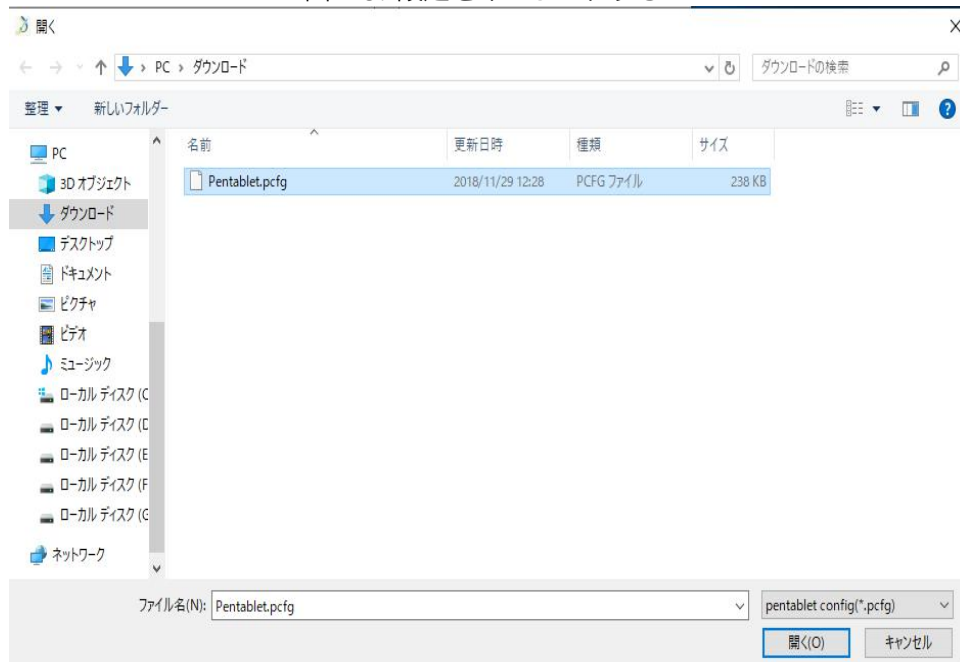 開く
PC › ダウンロード
ダウンロードの検索
整理 新しいフォルダー
名前 更新日時 種類 サイズ
Pentablet.pcfg 2018/11/29 12:28 PCFG ファイル 238 KB
PC
3D オブジェクト
ダウンロード
デスクトップ
ドキュメント
ピクチャ
ビデオ
ミュージック
ローカル ディスク (C
ローカル ディスク (D
ローカル ディスク (E
ローカル ディスク (F
ローカル ディスク (G
ネットワーク
ファイル名(N): Pentablet.pcfg pentablet config(*.pcfg)
開く(O) キャンセル